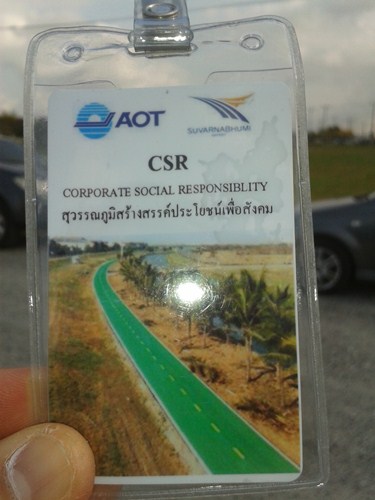 AOT
SUVARNABHUMI
AIRPORT
CSR
CORPORATE SOCIAL RESPONSIBLITY
สุวรรณภูมิสร้างสรรค์ประโยชน์เพื่อสังคม